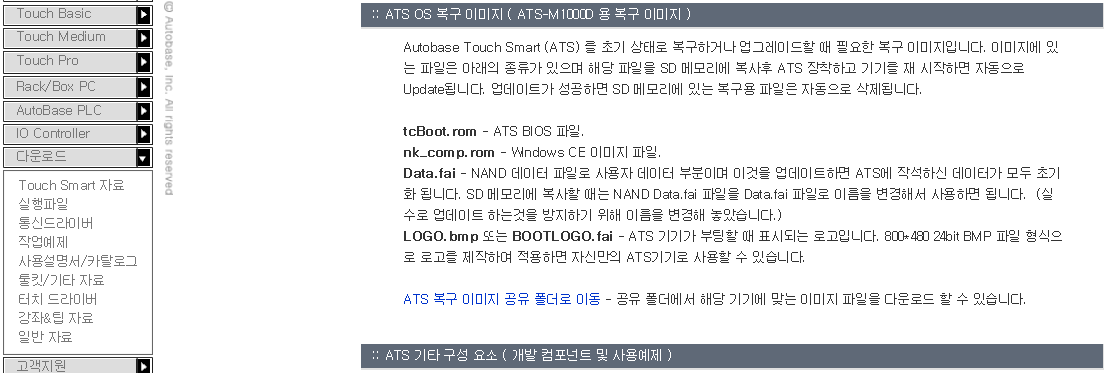 Touch Basic
Touch Medium
Touch Pro
Rack/Box PC
AutoBase PLC
IO Controller
다운로드
Touch Smart 자료
실행파일
통신드라이버
작업예제
사용설명서/카탈로그
툴킷/기타 자료
터치 드라이버
강좌&팁 자료
일반 자료
고객지원
© Autobase, Inc. All rights reserved
:: ATS OS 복구 이미지 ( ATS-M1000D 용 복구 이미지 )
Autobase Touch Smart (ATS) 를 초기 상태로 복구하거나 업그레이드할 때 필요한 복구 이미지입니다. 이미지에 있
는 파일은 아래의 종류가 있으며 해당 파일을 SD 메모리에 복사후 ATS 장착하고 기기를 재 시작하면 자동으로
Update됩니다. 업데이트가 성공하면 SD 메모리에 있는 복구용 파일은 자동으로 삭제됩니다.
tcBoot.rom - ATS BIOS 파일.
nk_comp.rom - Windows CE 이미지 파일.
Data.fai - NAND 데이터 파일로 사용자 데이터 부분이며 이것을 업데이트하면 ATS에 작석하신 데이터가 모두 초기
화 됩니다. SD 메모리에 복사할 때는 NAND Data.fai 파일을 Data.fai 파일로 이름을 변경해서 사용하면 됩니다. (실
수로 업데이트 하는것을 방지하기 위해 이름을 변경해 놓았습니다.)
LOGO.bmp 또는 BOOTLOGO.fai - ATS 기기가 부팅할 때 표시되는 로고입니다. 800*480 24bit BMP 파일 형식으
로 로고를 제작하여 적용하면 자신만의 ATS기기로 사용할 수 있습니다.
ATS 복구 이미지 공유 폴더로 이동 - 공유 폴더에서 해당 기기에 맞는 이미지 파일을 다운로드 할 수 있습니다.
:: ATS 기타 구성 요소 ( 개발 컴포넌트 및 사용예제 )